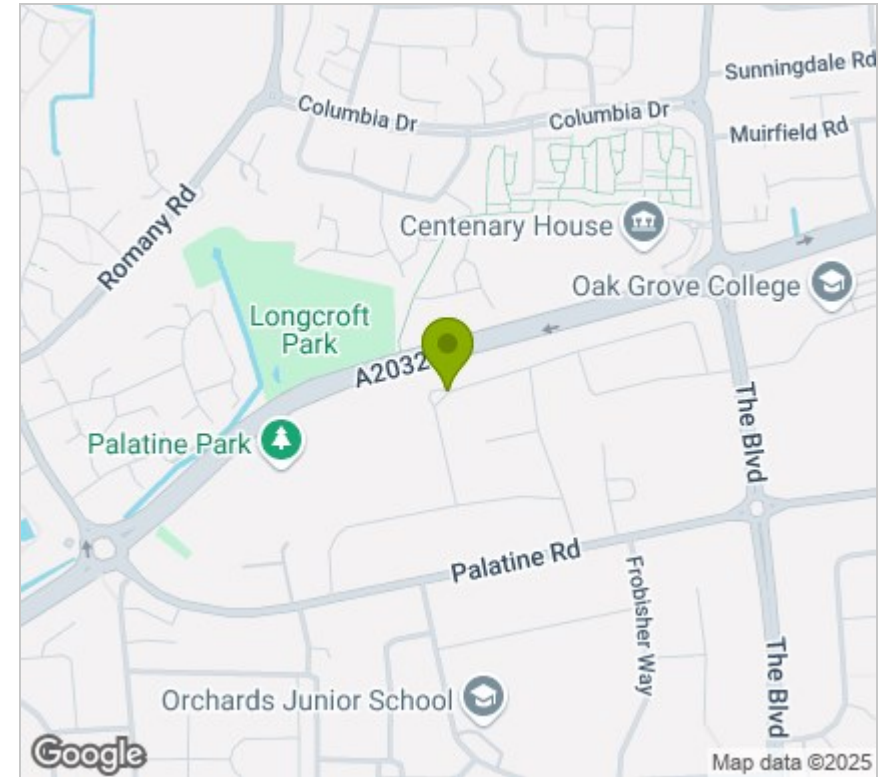 Sunningdale Rd
Columbia Dr
Columbia Dr
Muirfield Rd
Romany Rd
Centenary House
Oak Grove College
Longcroft
Park
A2032
Palatine Park
The Blvd
Palatine Rd
Frobisher Way
The Blvd
Orchards Junior School
Google
Map data ©2025